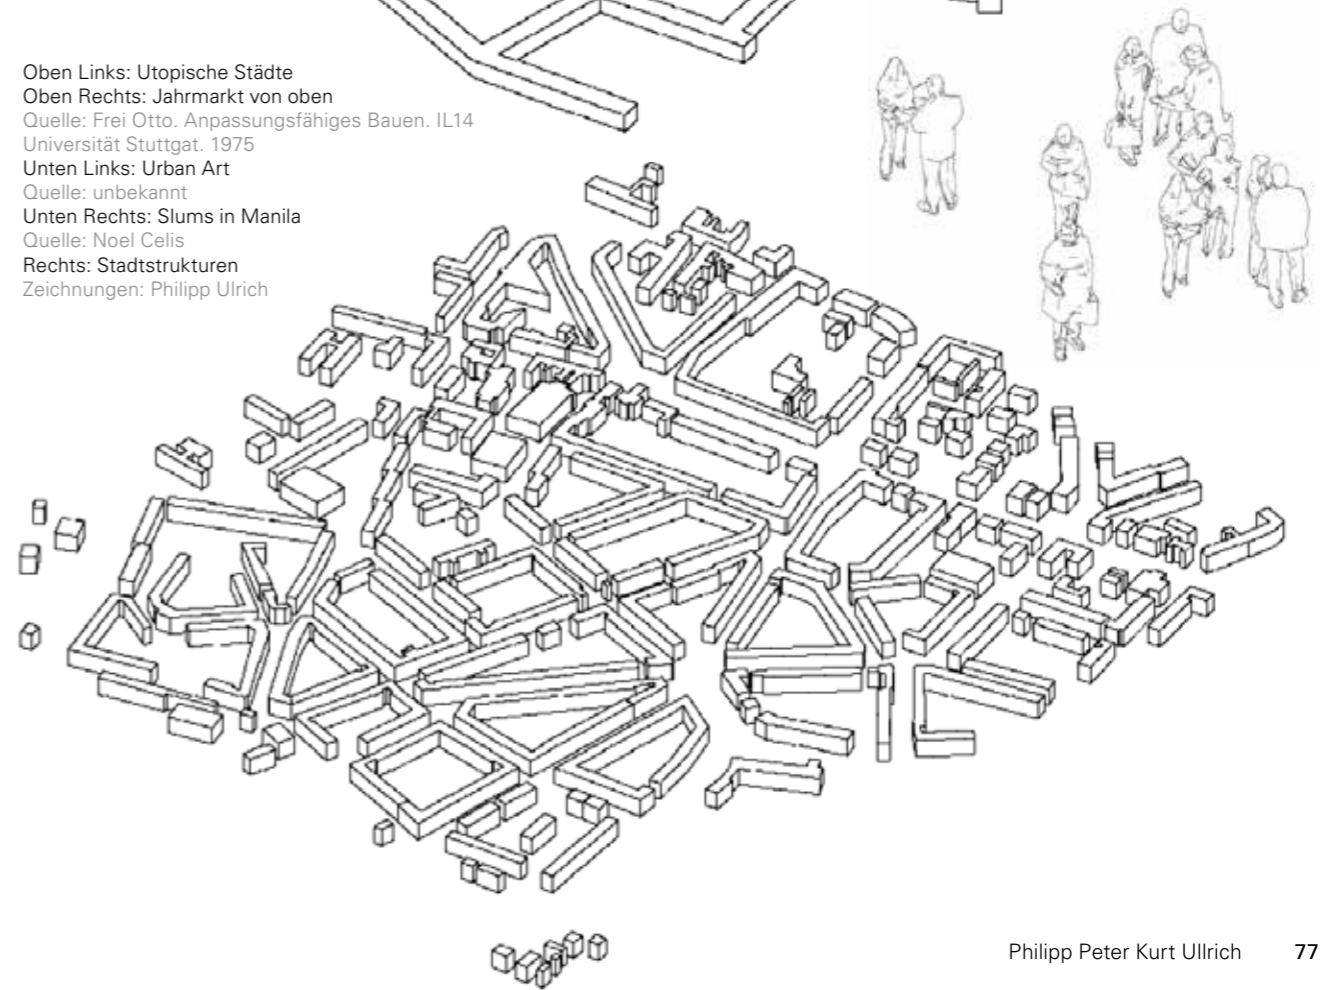 Oben Links: Utopische Städte
Oben Rechts: Jahrmarkt von oben
Quelle: Frei Otto. Anpassungsfähiges Bauen. IL14
Universität Stuttgat. 1975
Unten Links: Urban Art
Quelle: unbekannt
Unten Rechts: Slums in Manila
Quelle: Noel Celis
Rechts: Stadtstrukturen
Zeichnungen: Philipp Ulrich
Philipp Peter Kurt Ullrich 77